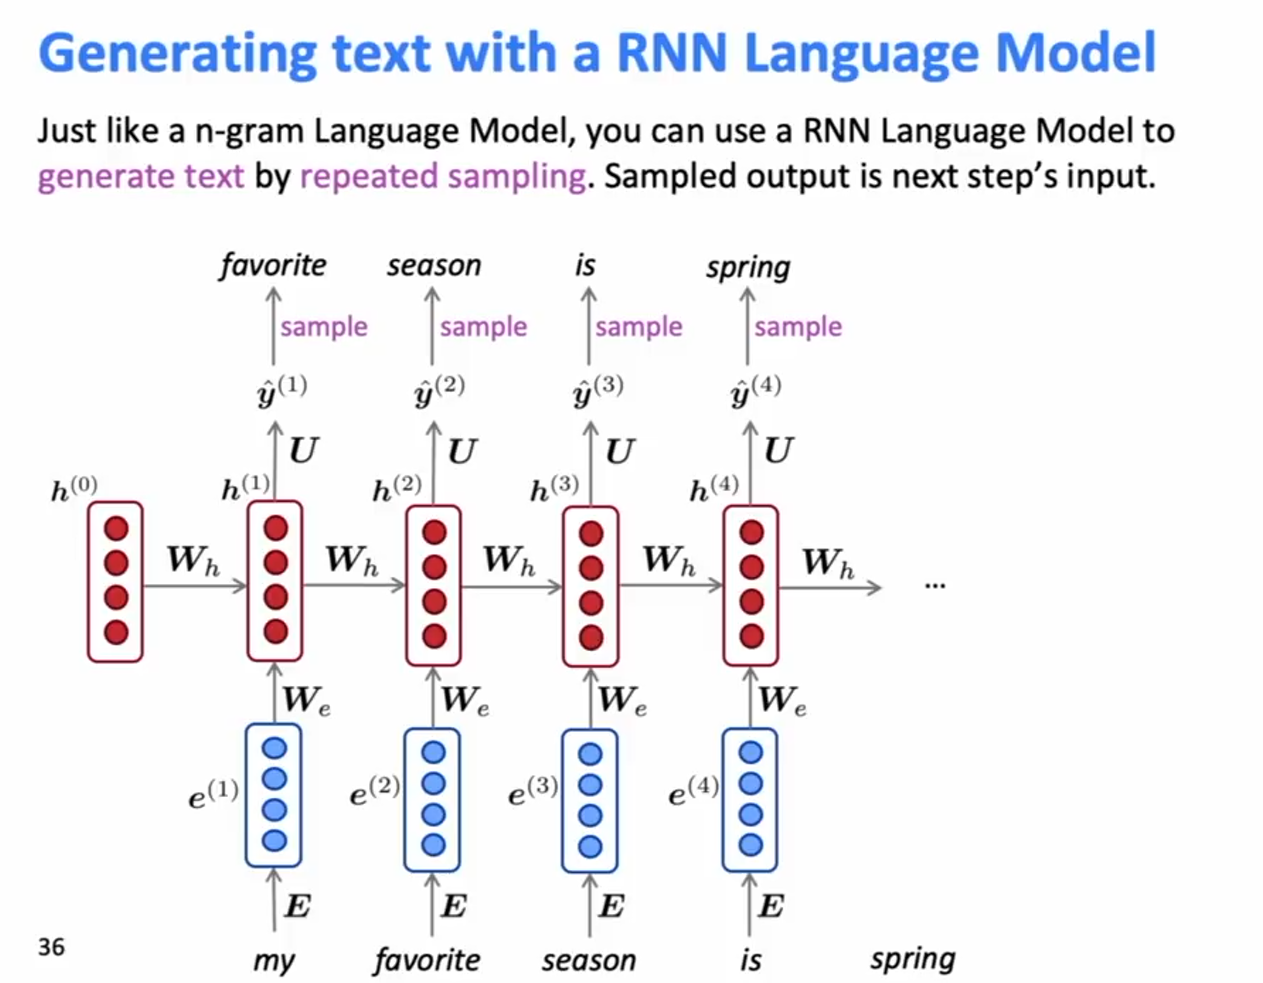 Generating text with a RNN Language Model
Just like a n-gram Language Model, you can use a RNN Language Model to
generate text by repeated sampling. Sampled output is next step's input.
favorite season is spring
sample sample sample sample
ŷ(1) ŷ(2) ŷ(3) ŷ(4)
U U U U
h(0) h(1) h(2) h(3) h(4)
Wh Wh Wh Wh Wh ...
We We We We
e(1) e(2) e(3) e(4)
E E E E
36
my favorite season is spring